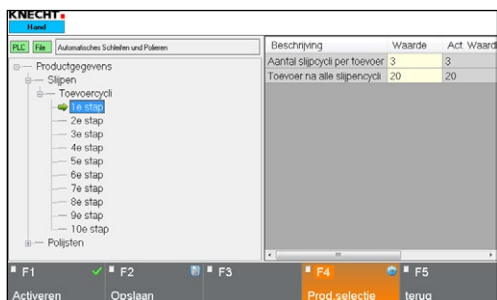 KNECHT
Hand
PLC File Automatisches Schleifen und Polieren
Beschrijving Waarde Act. Waard
Aantal slijpcycli per toevoer 3 3
Toevoer na alle slijpencycli 20 20
Productgegevens
Slijpen
Toevoercycli
1e stap
2e stap
3e stap
4e stap
5e stap
6e stap
7e stap
8e stap
9e stap
10e stap
Polijsten
F1 F2 F3 F4 F5
Activeren Opslaan Prod.selectie terug